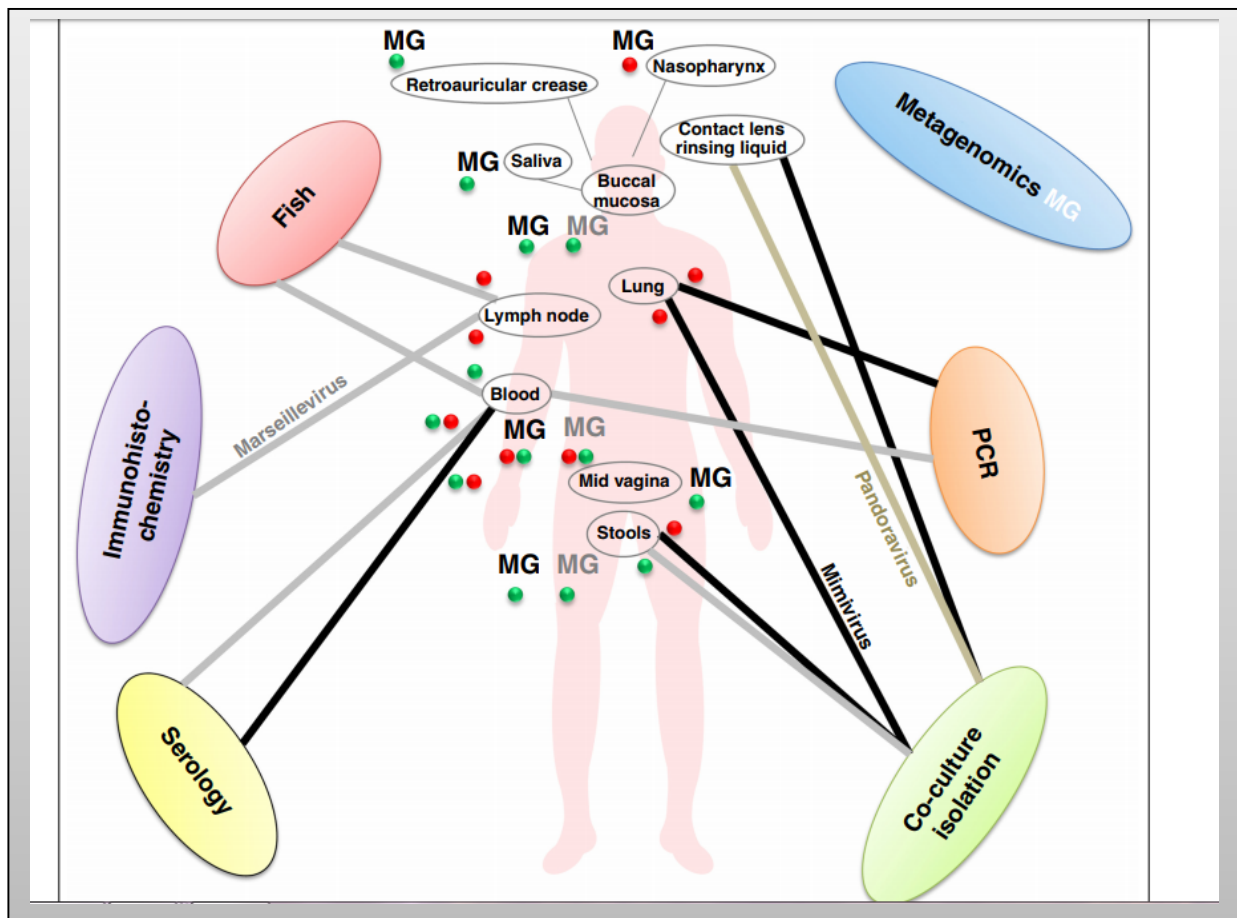 MG
MG
Retroauricular crease
Nasopharynx
Metagenomics MG
Contact lens
rinsing liquid
Fish
MG
Saliva
Buccal
mucosa
MG
MG
Lung
Lymph node
Immunohisto-
chemistry
Marseillevirus
Blood
PCR
MG
MG
Mid vagina
MG
Pandoravirus
Stools
MG
MG
Mimivirus
Serology
Co-culture
isolation